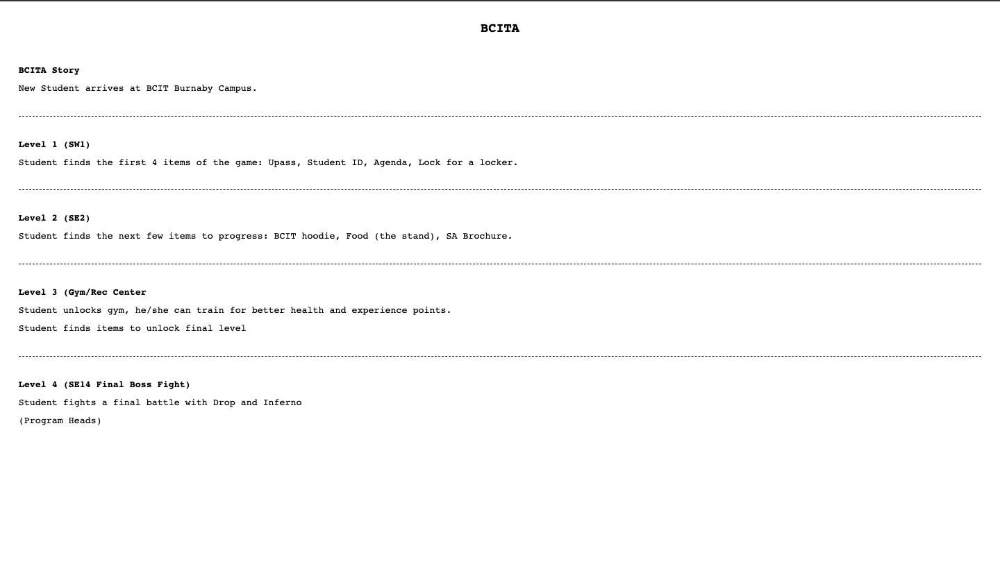 BCITA
BCITA Story
New Student arrives at BCIT Burnaby Campus.
Level 1 (SW1)
Student finds the first 4 items of the game: Upass, Student ID, Agenda, Lock for a locker.
Level 2 (SE2)
Student finds the next few items to progress: BCIT hoodie, Food (the stand), SA Brochure.
Level 3 (Gym/Rec Center
Student unlocks gym, he/she can train for better health and experience points.
Student finds items to unlock final level
Level 4 (SE14 Final Boss Fight)
Student fights a final battle with Drop and Inferno
(Program Heads)